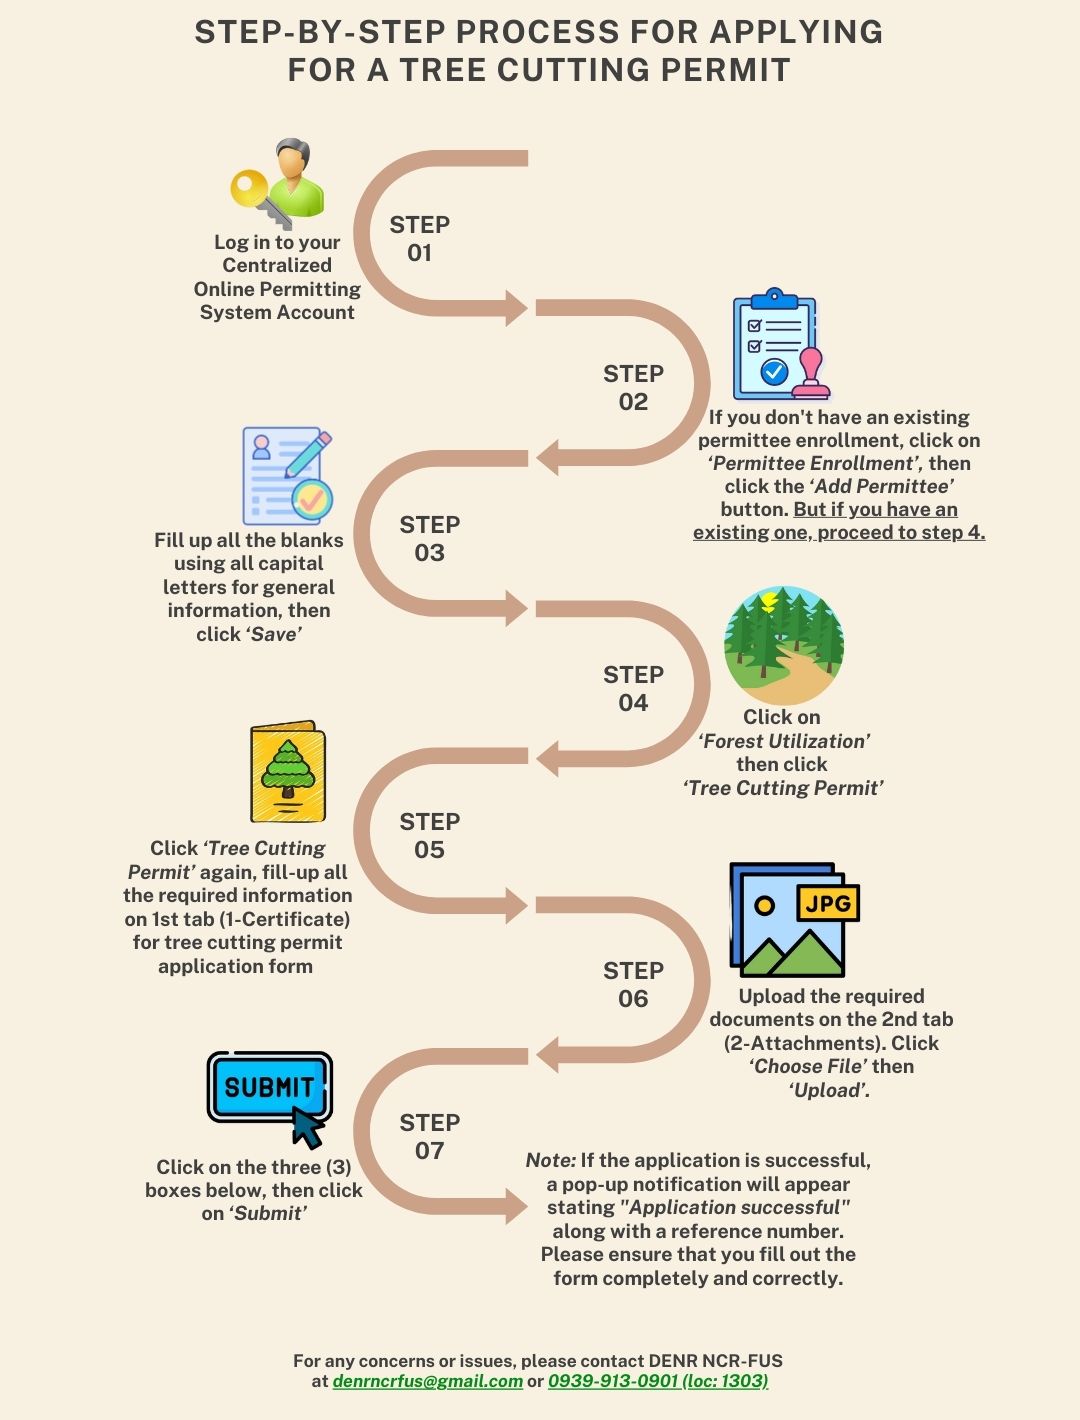 STEP-BY-STEP PROCESS FOR APPLYING
FOR A TREE CUTTING PERMIT
STEP
01
Log in to your
Centralized
Online Permitting
System Account
STEP
02
If you don't have an existing
permittee enrollment, click on
‘Permittee Enrollment’, then
click the ‘Add Permittee’
button. But if you have an
existing one, proceed to step 4.
STEP
03
Fill up all the blanks
using all capital
letters for general
information, then
click ‘Save’
STEP
04
Click on
‘Forest Utilization’
then click
‘Tree Cutting Permit’
STEP
05
Click ‘Tree Cutting
Permit’ again, fill-up all
the required information
on 1st tab (1-Certificate)
for tree cutting permit
application form
STEP
06
JPG
Upload the required
documents on the 2nd tab
(2-Attachments). Click
‘Choose File’ then
‘Upload’.
STEP
07
SUBMIT
Click on the three (3)
boxes below, then click
on ‘Submit’
Note: If the application is successful,
a pop-up notification will appear
stating "Application successful"
along with a reference number.
Please ensure that you fill out the
form completely and correctly.
For any concerns or issues, please contact DENR NCR-FUS
at denrncrfus@gmail.com or 0939-913-0901 (loc: 1303)